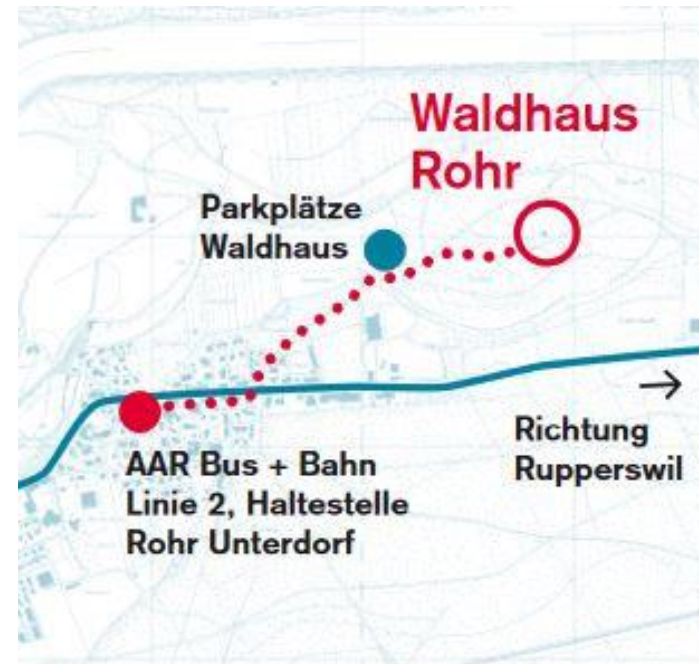 Waldhaus
Rohr
Parkplätze
Waldhaus
Richtung
Rupperswil
AAR Bus + Bahn
Linie 2, Haltestelle
Rohr Unterdorf